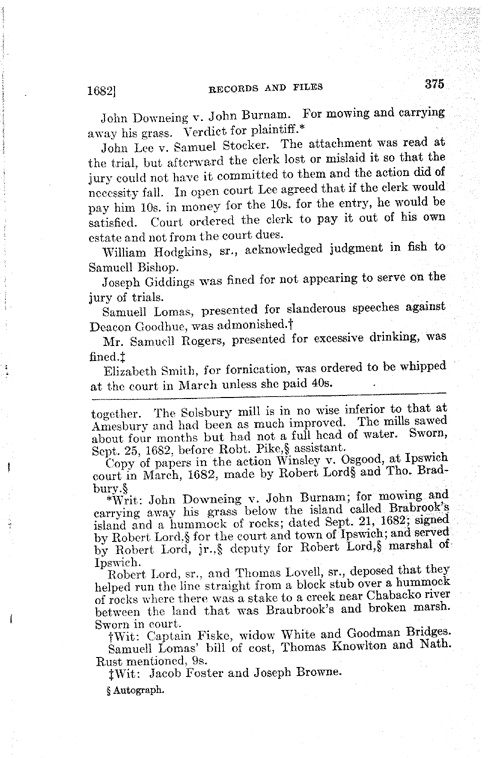 1682]
RECORDS AND FILES
375
John Downeing v. John Burnam. For mowing and carrying
away his grass. Verdict for plaintiff.*
John Lee v. Samuel Stocker. The attachment was read at
the trial, but afterward the clerk lost or mislaid it so that the
jury could not have it committed to them and the action did of
necessity fall. In open court Lee agreed that if the clerk would
pay him 10s. in money for the 10s. for the entry, he would be
satisfied. Court ordered the clerk to pay it out of his own
estate and not from the court dues.
William Hodgkins, sr., acknowledged judgment in fish to
Samuell Bishop.
Joseph Giddings was fined for not appearing to serve on the
jury of trials.
Samuell Lomas, presented for slanderous speeches against
Deacon Goodhue, was admonished.†
Mr. Samuell Rogers, presented for excessive drinking, was
fined.‡
Elizabeth Smith, for fornication, was ordered to be whipped
at the court in March unless she paid 40s.
together. The Solsbury mill is in no wise inferior to that at
Amesbury and had been as much improved. The mills sawed
about four months but had not a full head of water. Sworn,
Sept. 25, 1682, before Robt. Pike,§ assistant.
Copy of papers in the action Winsley v. Osgood, at Ipswich
court in March, 1682, made by Robert Lord§ and Tho. Brad-
bury.§
*Writ: John Downeing v. John Burnam; for mowing and
carrying away his grass below the island called Brabrook's
island and a hummock of rocks; dated Sept. 21, 1682; signed
by Robert Lord,§ for the court and town of Ipswich; and served
by Robert Lord, jr.,§ deputy for Robert Lord,§ marshal of
Ipswich.
Robert Lord, sr., and Thomas Lovell, sr., deposed that they
helped run the line straight from a block stub over a hummock
of rocks where there was a stake to a creek near Chabacko river
between the land that was Braubrook's and broken marsh.
Sworn in court.
†Wit: Captain Fiske, widow White and Goodman Bridges.
Samuell Lomas' bill of cost, Thomas Knowlton and Nath.
Rust mentioned, 9s.
‡Wit: Jacob Foster and Joseph Browne.
§ Autograph.